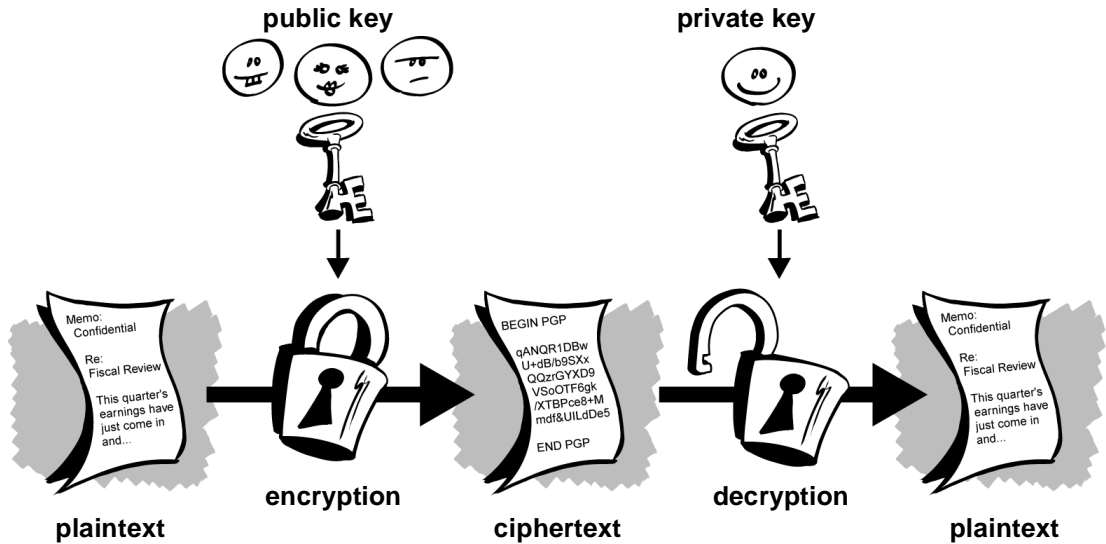 public key
private key
Memo:
Confidential
Re:
Fiscal Review
This quarter's
earnings have
just come in
and...
BEGIN PGP
qANQR1DBw
U+dB/b9SXx
QQzrGYXD9
VSoOTF6gk
/XTBPce8+M
mdf&UILdDe5
END PGP
Memo:
Confidential
Re:
Fiscal Review
This quarter's
earnings have
just come in
and...
encryption
decryption
plaintext
ciphertext
plaintext